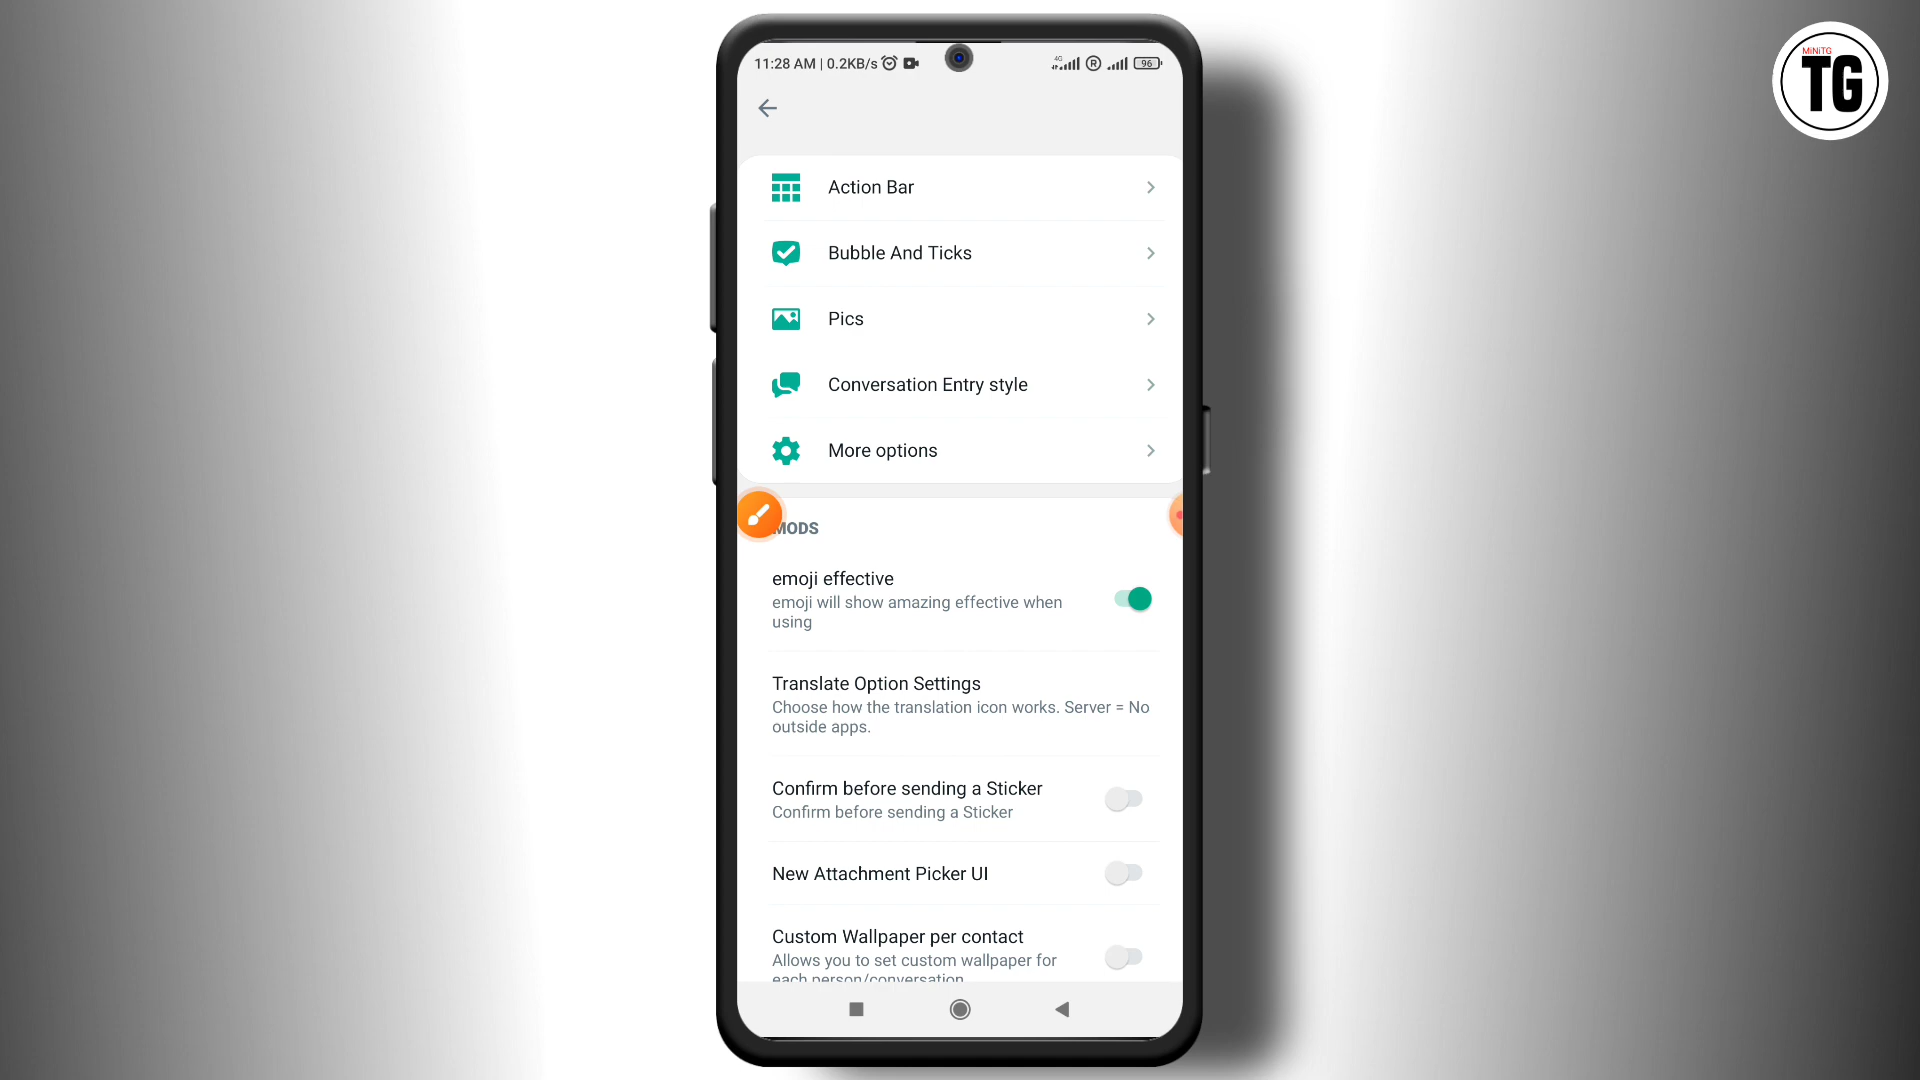 11:28 AM | 0.2KB/s
4G
R
96
MiNiTG
TG
Action Bar
Bubble And Ticks
Pics
Conversation Entry style
More options
MODS
emoji effective
emoji will show amazing effective when
using
Translate Option Settings
Choose how the translation icon works. Server = No
outside apps.
Confirm before sending a Sticker
Confirm before sending a Sticker
New Attachment Picker UI
Custom Wallpaper per contact
Allows you to set custom wallpaper for
each person/conversation